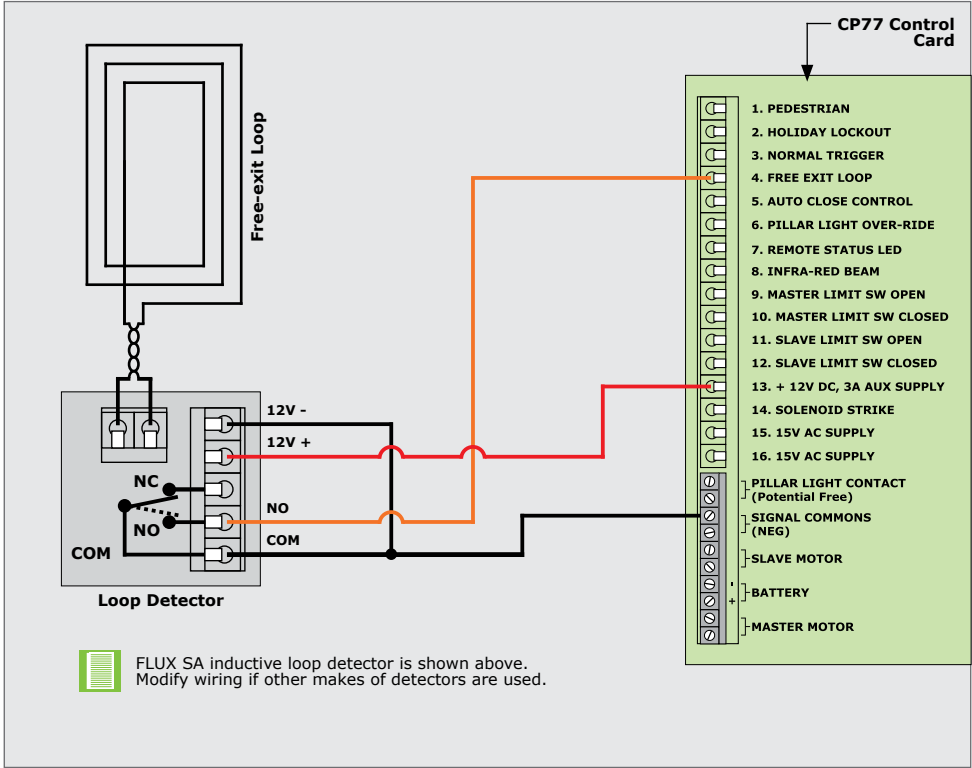 CP77 Control
Card
Free-exit Loop
1. PEDESTRIAN
2. HOLIDAY LOCKOUT
3. NORMAL TRIGGER
4. FREE EXIT LOOP
5. AUTO CLOSE CONTROL
6. PILLAR LIGHT OVER-RIDE
7. REMOTE STATUS LED
8. INFRA-RED BEAM
9. MASTER LIMIT SW OPEN
10. MASTER LIMIT SW CLOSED
11. SLAVE LIMIT SW OPEN
12. SLAVE LIMIT SW CLOSED
13. + 12V DC, 3A AUX SUPPLY
14. SOLENOID STRIKE
15. 15V AC SUPPLY
16. 15V AC SUPPLY
PILLAR LIGHT CONTACT
(Potential Free)
SIGNAL COMMONS
(NEG)
SLAVE MOTOR
-
BATTERY
+
MASTER MOTOR
12V -
12V +
NC
NO
NO
COM
COM
Loop Detector
FLUX SA inductive loop detector is shown above.
Modify wiring if other makes of detectors are used.